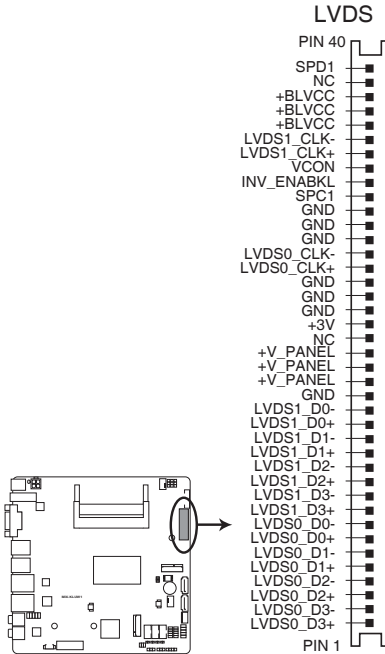 LVDS
PIN 40
SPD1
NC
+BLVCC
+BLVCC
+BLVCC
LVDS1_CLK-
LVDS1_CLK+
VCON
INV_ENABKL
SPC1
GND
GND
GND
LVDS0_CLK-
LVDS0_CLK+
GND
GND
GND
+3V
NC
+V_PANEL
+V_PANEL
+V_PANEL
GND
LVDS1_D0-
LVDS1_D0+
LVDS1_D1-
LVDS1_D1+
LVDS1_D2-
LVDS1_D2+
LVDS1_D3-
LVDS1_D3+
LVDS0_D0-
LVDS0_D0+
LVDS0_D1-
LVDS0_D1+
LVDS0_D2-
LVDS0_D2+
LVDS0_D3-
LVDS0_D3+
PIN 1